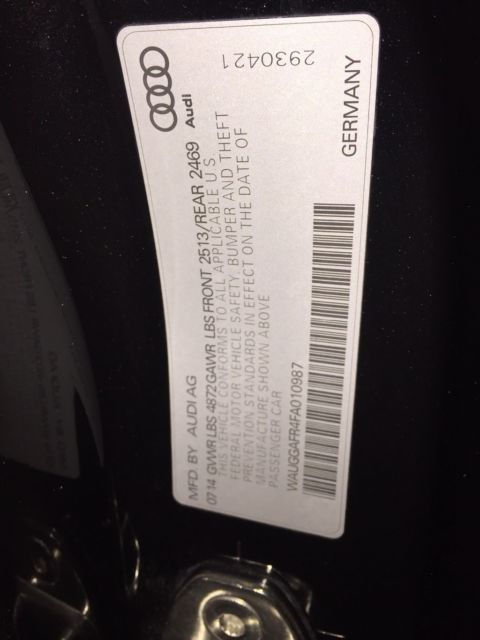 Audi
2930421
MFD. BY AUDI AG
0714 GVWR LBS 4872 GAWR LBS FRONT 2513/REAR 2469
THIS VEHICLE CONFORMS TO ALL APPLICABLE U.S.
FEDERAL MOTOR VEHICLE SAFETY, BUMPER AND THEFT
PREVENTION STANDARDS IN EFFECT ON THE DATE OF
MANUFACTURE SHOWN ABOVE
PASSENGER CAR
WAUGGAFR4FA010987
GERMANY